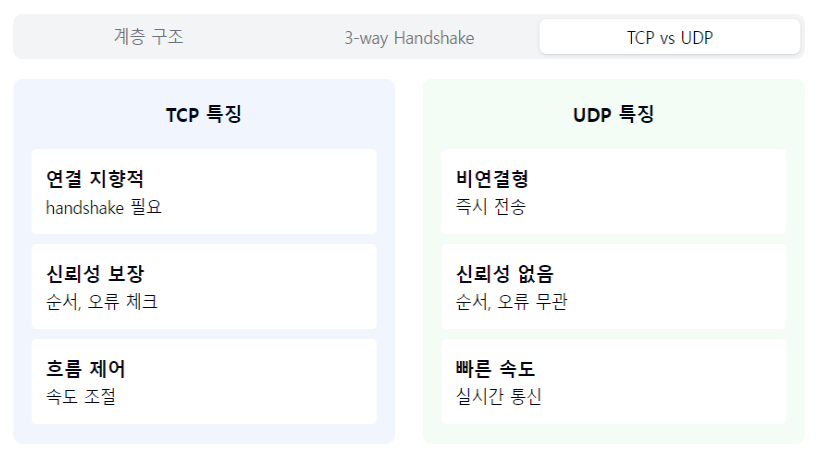 계층 구조
3-way Handshake
TCP vs UDP
TCP 특징
연결 지향적
handshake 필요
신뢰성 보장
순서, 오류 체크
흐름 제어
속도 조절
UDP 특징
비연결형
즉시 전송
신뢰성 없음
순서, 오류 무관
빠른 속도
실시간 통신